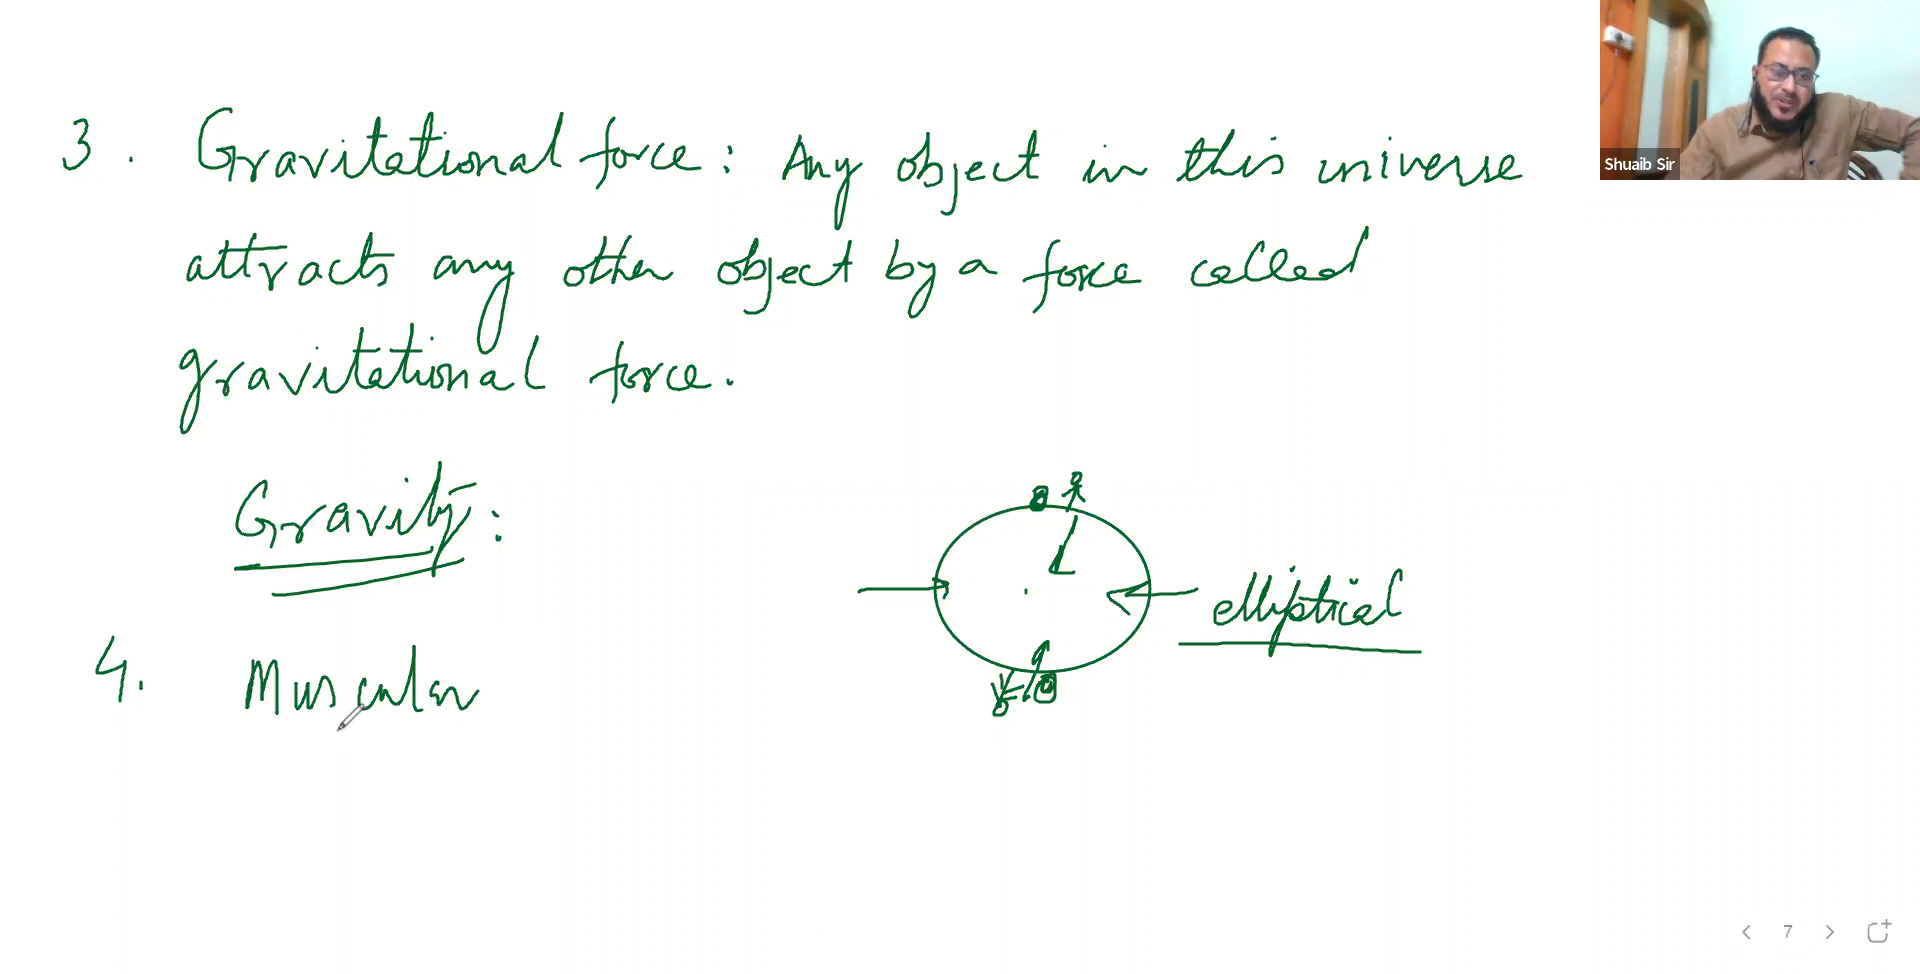 3. Gravitational force: Any object in this universe
attracts any other object by a force called
gravitational force.
Gravity:
elliptical
4. Muscular
Shuaib Sir
7